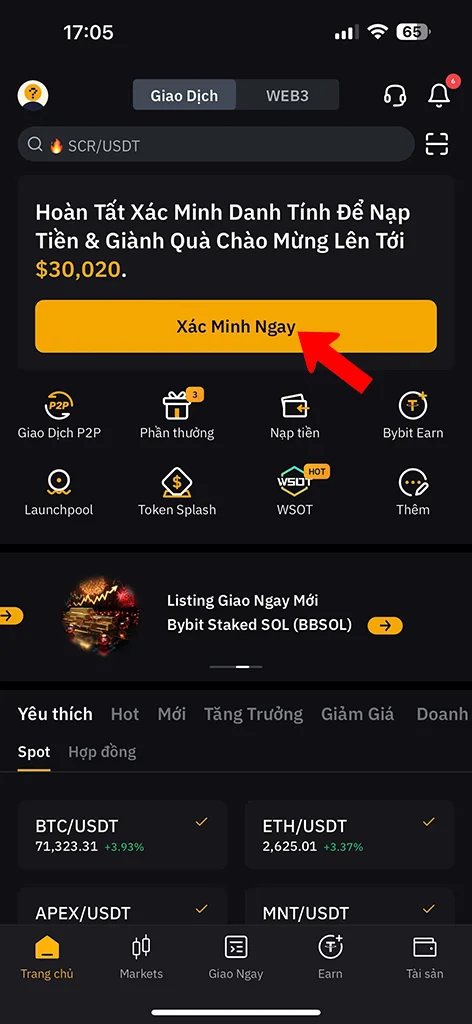 17:05
65
Giao Dịch
WEB3
6
SCR/USDT
Hoàn Tất Xác Minh Danh Tính Để Nạp
Tiền & Giành Quà Chào Mừng Lên Tới
$30,020.
Xác Minh Ngay
P2P
3
Giao Dịch P2P
Phần thưởng
Nạp tiền
Bybit Earn
WSOT
HOT
Launchpool
Token Splash
WSOT
Thêm
Listing Giao Ngay Mới
Bybit Staked SOL (BBSOL)
Yêu thích
Hot
Mới
Tăng Trưởng
Giảm Giá
Doanh
Spot
Hợp đồng
BTC/USDT
71,323.31 +3.93%
ETH/USDT
2,625.01 +3.37%
APEX/USDT
MNT/USDT
Trang chủ
Markets
Giao Ngay
Earn
Tài sản